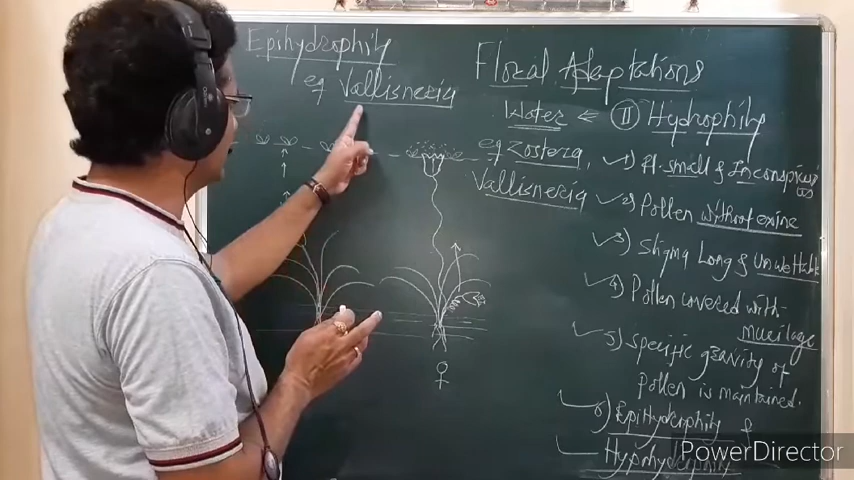 Epihydrophily
eg Vallisneria
Floral Adaptations
Water ← II Hydrophily
eg Zostera,
Vallisneria
1) Fl. small & Inconspicuous
2) Pollen without exine
3) Stigma Long & Unwettable
4) Pollen covered with
mucilage
5) Specific gravity of
pollen is maintained.
6) EpiHydrophily &
Hyphydrophily
♀
PowerDirector